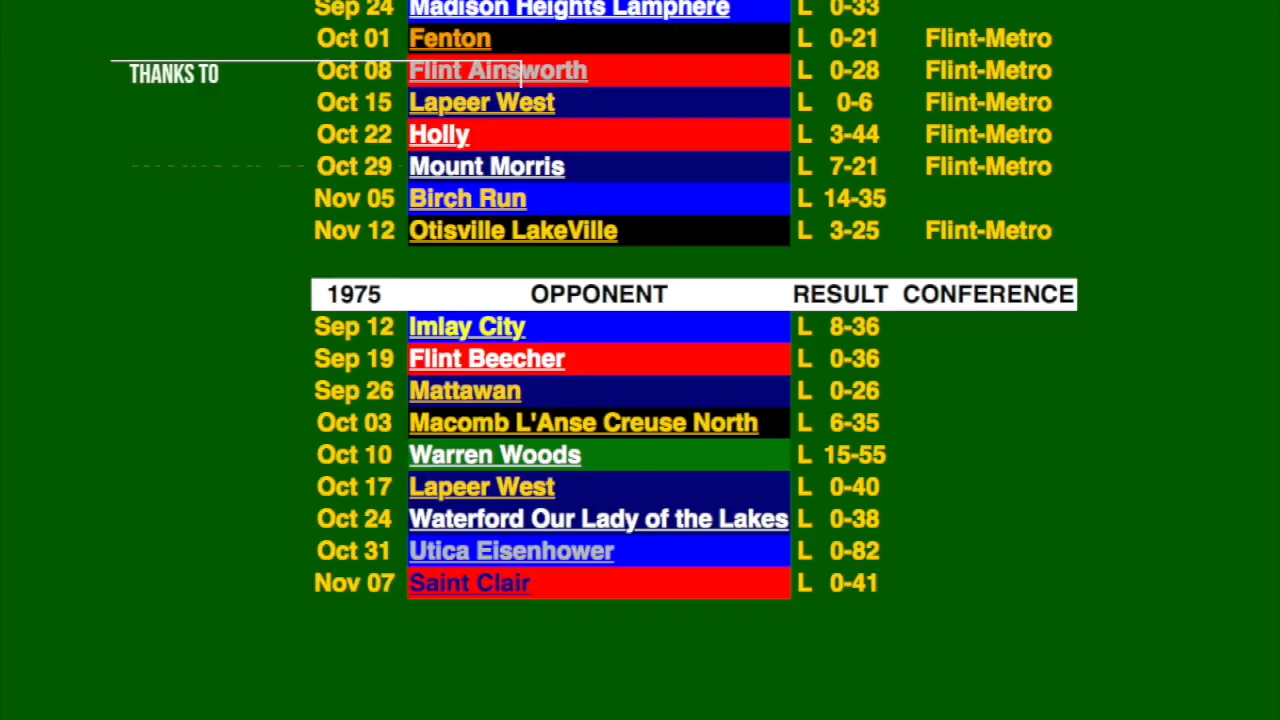 Sep 24 Madison Heights Lamphere L 0-33
Oct 01 Fenton L 0-21 Flint-Metro
THANKS TO
Oct 08 Flint Ainsworth L 0-28 Flint-Metro
Oct 15 Lapeer West L 0-6 Flint-Metro
Oct 22 Holly L 3-44 Flint-Metro
Oct 29 Mount Morris L 7-21 Flint-Metro
Nov 05 Birch Run L 14-35
Nov 12 Otisville LakeVille L 3-25 Flint-Metro
1975 OPPONENT RESULT CONFERENCE
Sep 12 Imlay City L 8-36
Sep 19 Flint Beecher L 0-36
Sep 26 Mattawan L 0-26
Oct 03 Macomb L'Anse Creuse North L 6-35
Oct 10 Warren Woods L 15-55
Oct 17 Lapeer West L 0-40
Oct 24 Waterford Our Lady of the Lakes L 0-38
Oct 31 Utica Eisenhower L 0-82
Nov 07 Saint Clair L 0-41